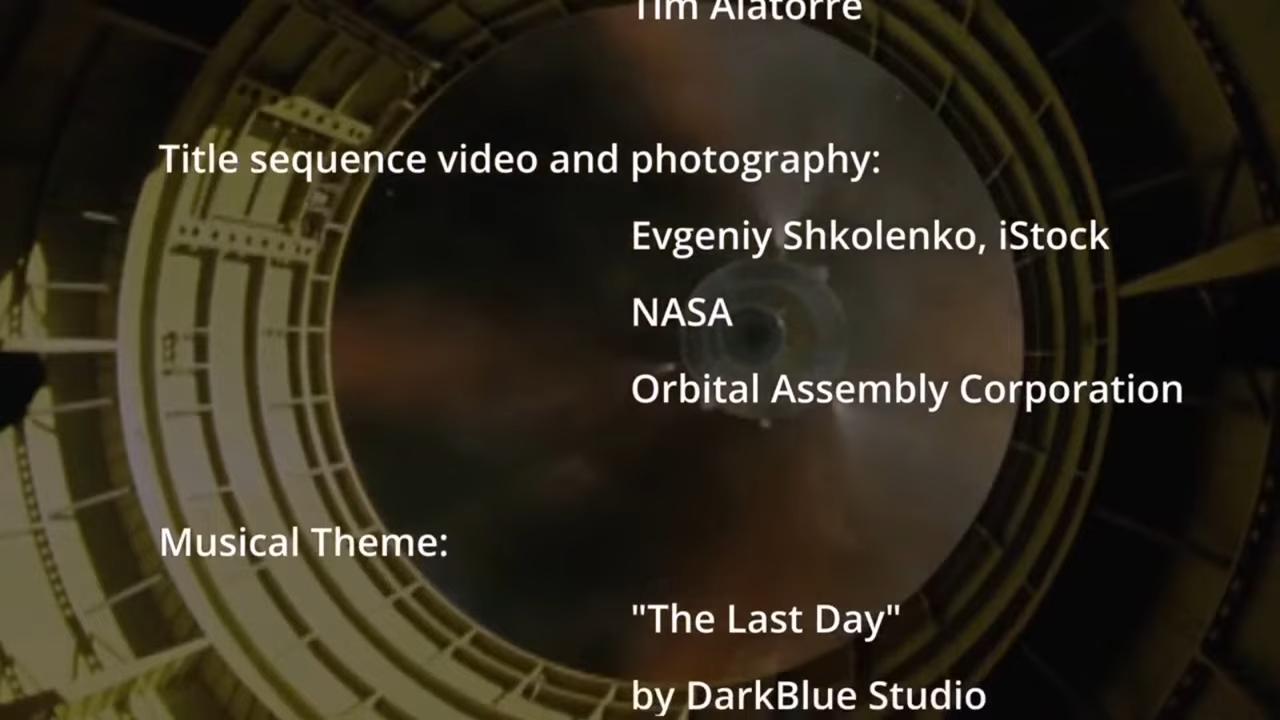 Tim Alatorre
Title sequence video and photography:
Evgeniy Shkolenko, iStock
NASA
Orbital Assembly Corporation
Musical Theme:
"The Last Day"
by DarkBlue Studio